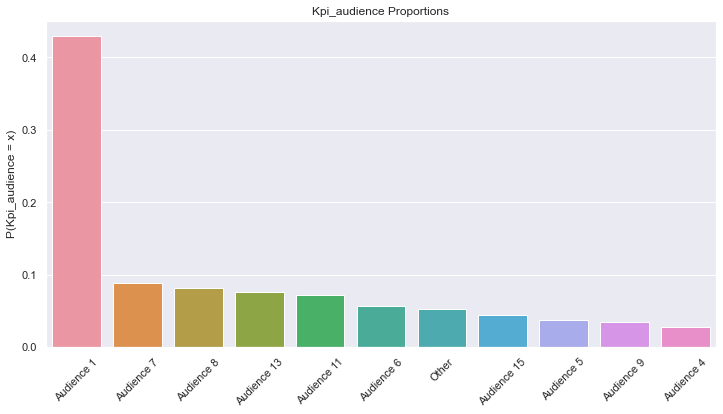 Kpi_audience Proportions
P(Kpi_audience = x)
0.4
0.3
0.2
0.1
0.0
Audience 1
Audience 7
Audience 8
Audience 13
Audience 11
Audience 6
Other
Audience 15
Audience 5
Audience 9
Audience 4